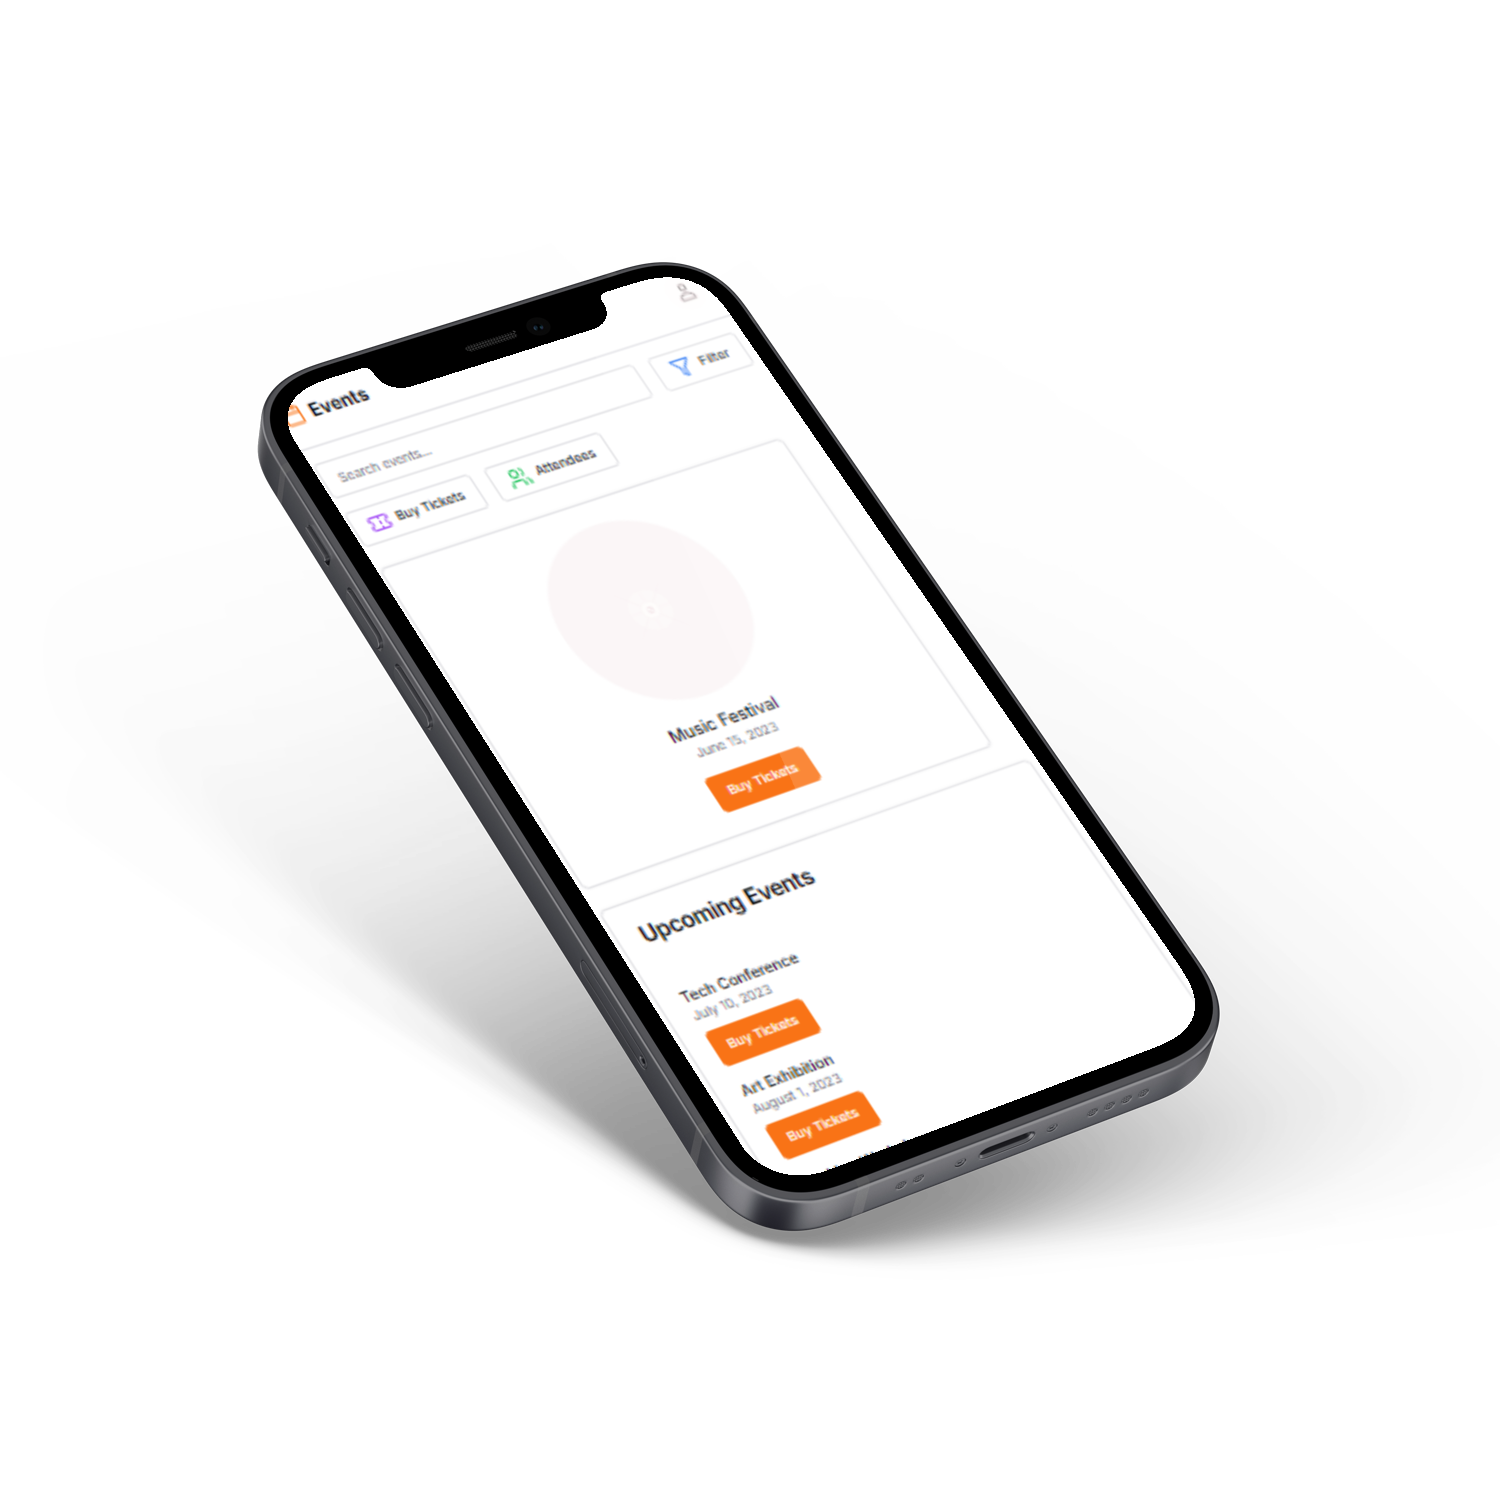 Events
Search events...
Filter
Buy Tickets
Attendees
Music Festival
June 15, 2023
Buy Tickets
Upcoming Events
Tech Conference
July 10, 2023
Buy Tickets
Art Exhibition
August 1, 2023
Buy Tickets